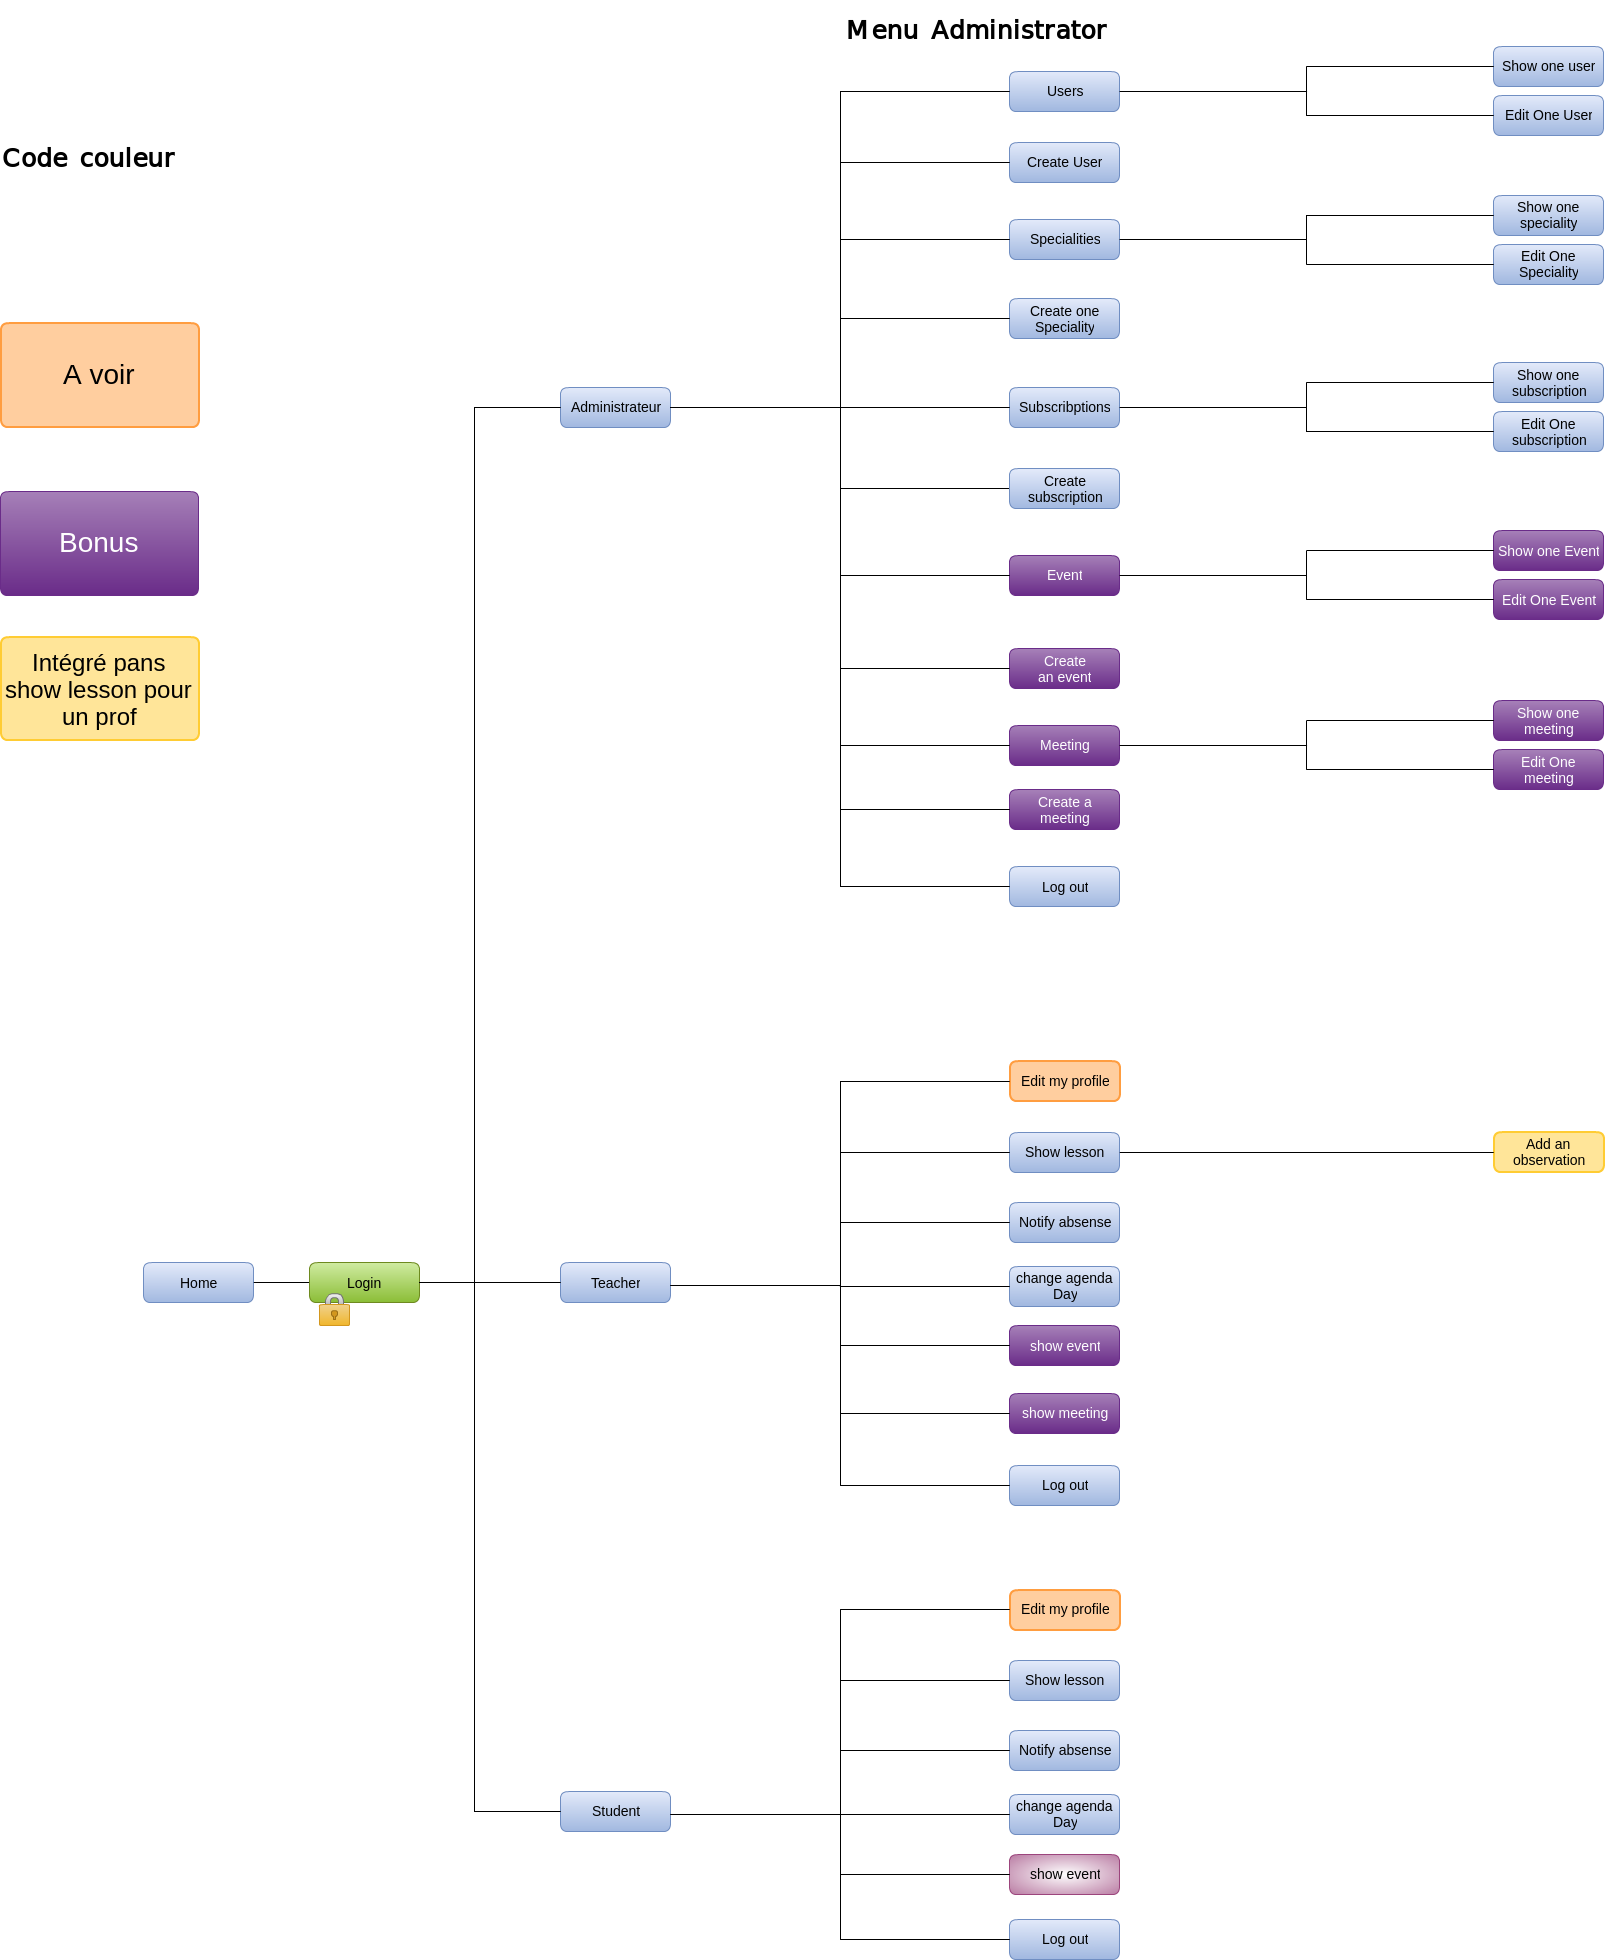 Menu Administrator
Code couleur
A voir
Bonus
Intégré pans
show lesson pour
un prof
Home
Login
Administrateur
Users
Show one user
Edit One User
Create User
Specialities
Show one
speciality
Edit One
Speciality
Create one
Speciality
Subscribptions
Show one
subscription
Edit One
subscription
Create
subscription
Event
Show one Event
Edit One Event
Create
an event
Meeting
Show one
meeting
Edit One
meeting
Create a
meeting
Log out
Teacher
Edit my profile
Show lesson
Add an
observation
Notify absense
change agenda
Day
show event
show meeting
Log out
Student
Edit my profile
Show lesson
Notify absense
change agenda
Day
show event
Log out